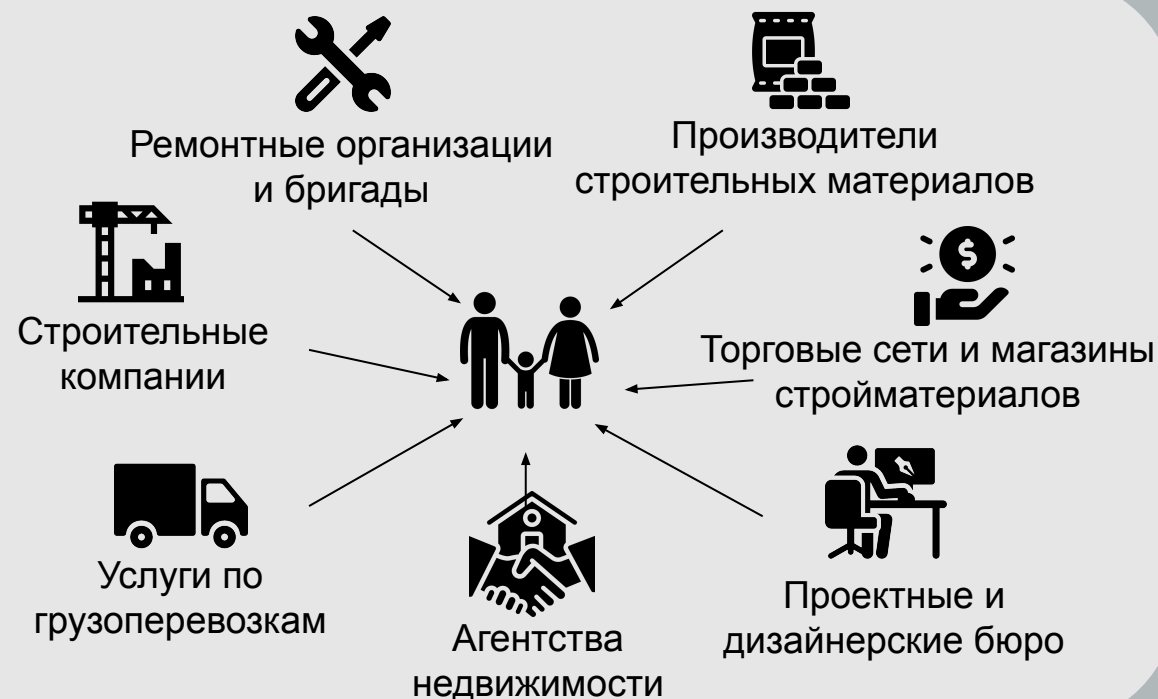 Ремонтные организации
и бригады
Производители
строительных материалов
Строительные
компании
Торговые сети и магазины
стройматериалов
Услуги по
грузоперевозкам
Агентства
недвижимости
Проектные и
дизайнерские бюро